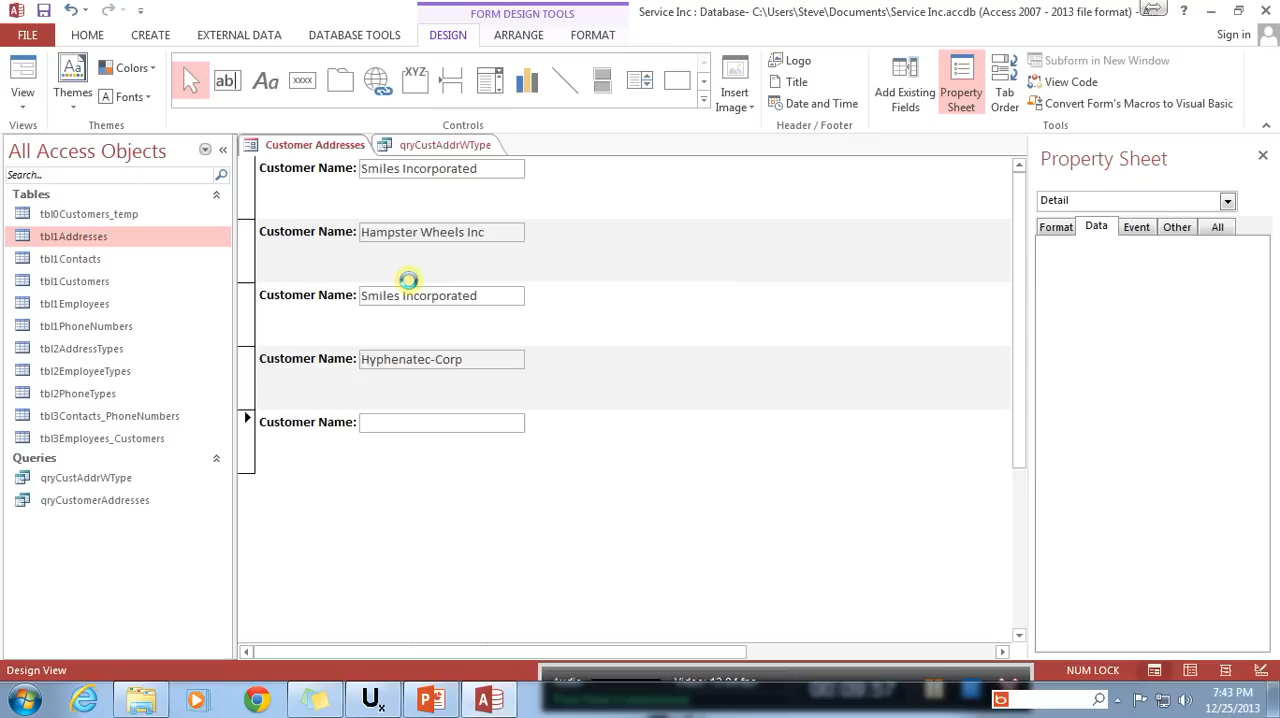 FORM DESIGN TOOLS
Service Inc : Database- C:\Users\Steve\Documents\Service Inc.accdb (Access 2007 - 2013 file format) -
FILE HOME CREATE EXTERNAL DATA DATABASE TOOLS DESIGN ARRANGE FORMAT
Sign in
View
Views
Themes
Colors
Fonts
Themes
ab|
Aa
xxxx
XYZ
Controls
Insert Image
Logo
Title
Date and Time
Header / Footer
Add Existing Fields
Property Sheet
Tab Order
Subform in New Window
View Code
Convert Form's Macros to Visual Basic
Tools
All Access Objects
Search...
Tables
tbl0Customers_temp
tbl1Addresses
tbl1Contacts
tbl1Customers
tbl1Employees
tbl1PhoneNumbers
tbl2AddressTypes
tbl2EmployeeTypes
tbl2PhoneTypes
tbl3Contacts_PhoneNumbers
tbl3Employees_Customers
Queries
qryCustAddrWType
qryCustomerAddresses
Customer Addresses
qryCustAddrWType
Customer Name: Smiles Incorporated
Customer Name: Hampster Wheels Inc
Customer Name: Smiles Incorporated
Customer Name: Hyphenatec-Corp
Customer Name:
Property Sheet
Detail
Format Data Event Other All
Design View
NUM LOCK
7:43 PM
12/25/2013